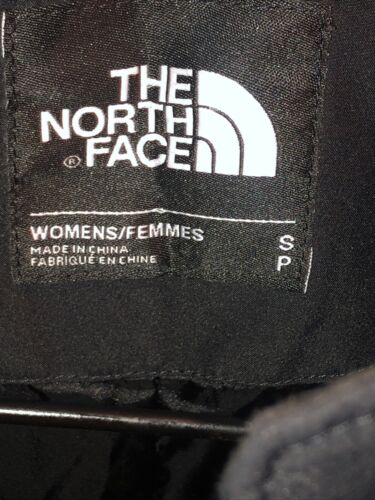 THE
NORTH
® FACE
WOMENS/FEMMES S
MADE IN CHINA
FABRIQUÉ EN CHINE P